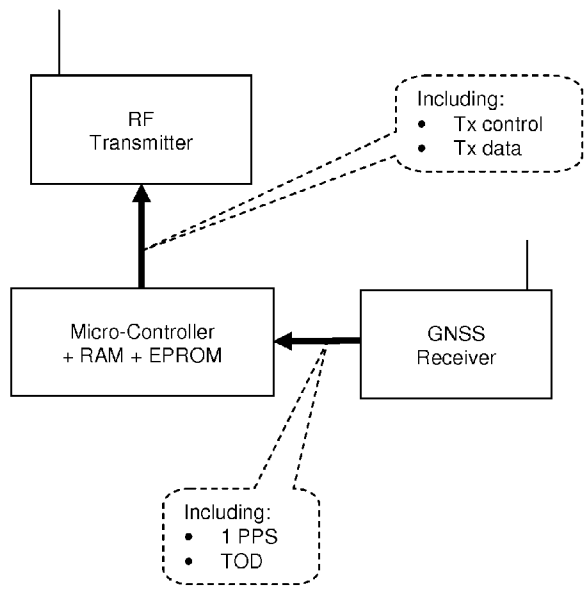 RF
Transmitter
Including:
• Tx control
• Tx data
Micro-Controller
+ RAM + EPROM
GNSS
Receiver
Including:
• 1 PPS
• TOD